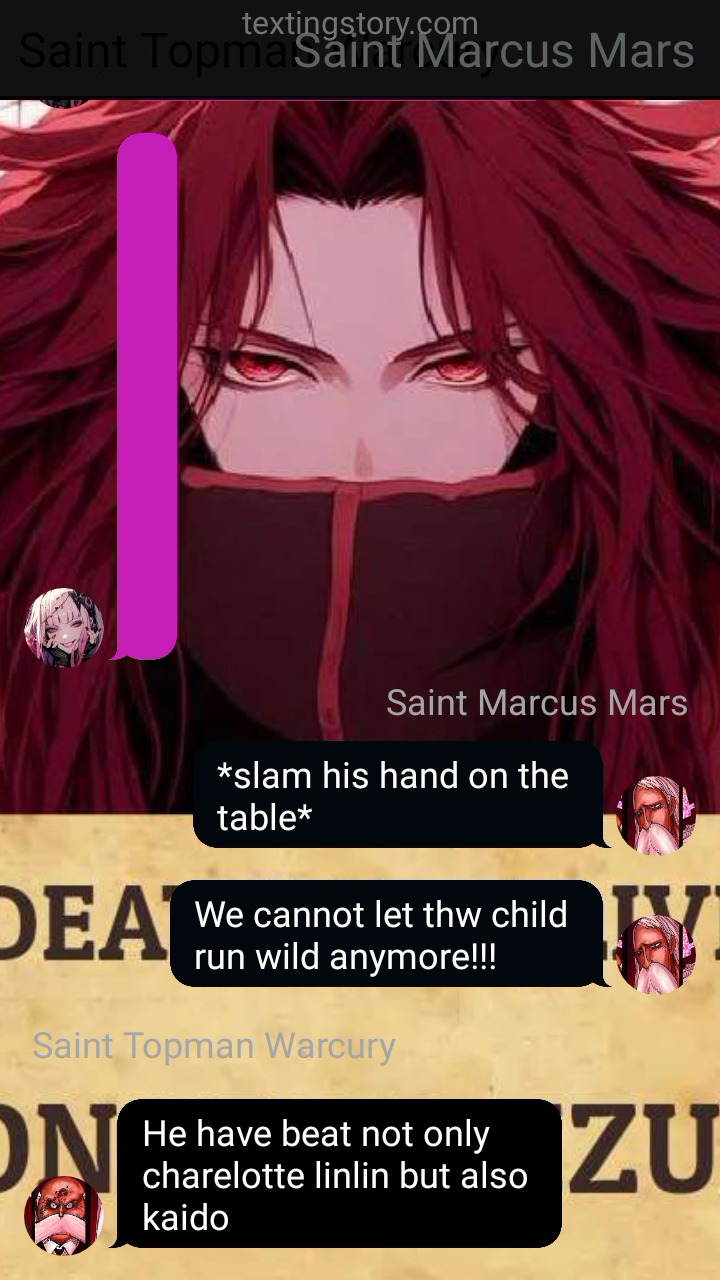 textingstory.com
Saint Marcus Mars
Saint Marcus Mars
*slam his hand on the
table*
We cannot let thw child
run wild anymore!!!
Saint Topman Warcury
He have beat not only
charelotte linlin but also
kaido